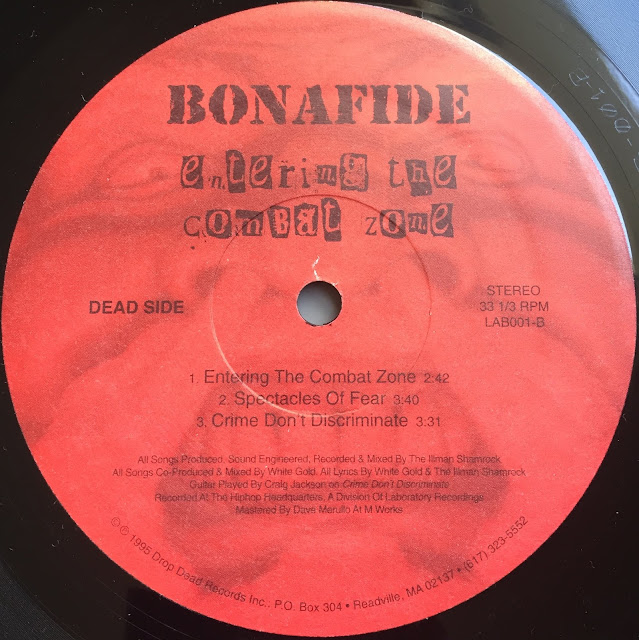 BONAFIDE
entering the
combat zone
DEAD SIDE
STEREO
33 1/3 RPM
LAB001-B
1. Entering The Combat Zone 2:42
2. Spectacles Of Fear 3:40
3. Crime Don't Discriminate 3:31
All Songs Produced, Sound Engineered, Recorded & Mixed By The Illman Shamrock.
All Songs Co-Produced & Mixed By White Gold. All Lyrics By White Gold & The Illman Shamrock
Guitar Played By Craig Jackson on Crime Don't Discriminate
Recorded At The Hiphop Headquarters, A Division Of Laboratory Recordings
Mastered By Dave Merullo At M Works
©℗ 1995 Drop Dead Records Inc., P.O. Box 304 • Readville, MA 02137 • (617) 323-5552